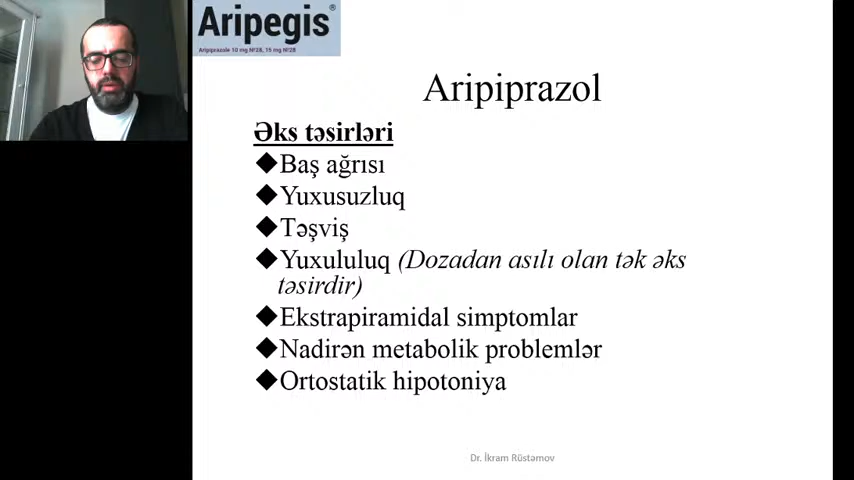 Aripegis®
Aripiprazole 10 mg №28, 15 mg №28
Aripiprazol
Əks təsirləri
◆Baş ağrısı
◆Yuxusuzluq
◆Təşviş
◆Yuxululuq (Dozadan asılı olan tək əks
təsirdir)
◆Ekstrapiramidal simptomlar
◆Nadirən metabolik problemlər
◆Ortostatik hipotoniya
Dr. İkram Rüstəmov